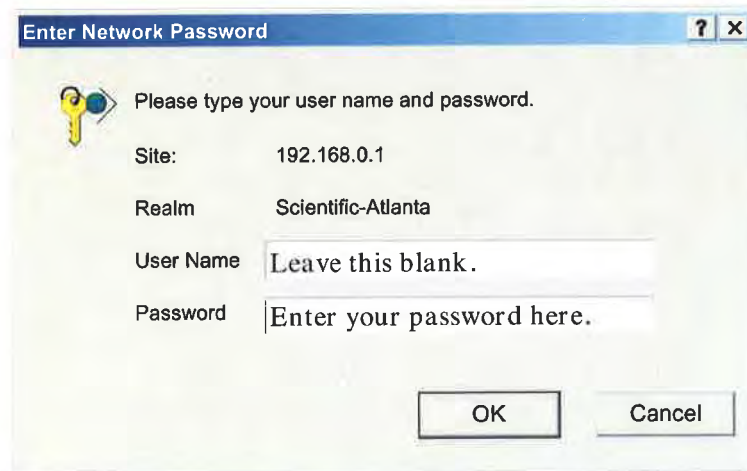 Enter Network Password ? X
Please type your user name and password.
Site: 192.168.0.1
Realm Scientific-Atlanta
User Name Leave this blank.
Password Enter your password here.
OK Cancel